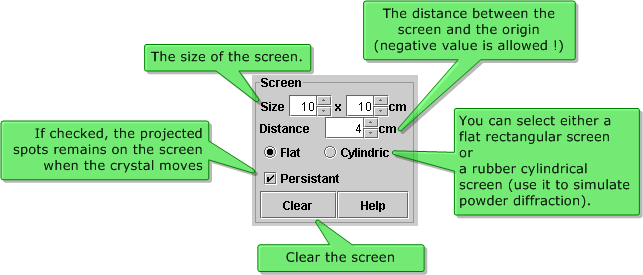 The distance between the
screen and the origin
(negative value is allowed !)
The size of the screen.
Screen
Size 10 x 10 cm
Distance 4 cm
Flat Cylindric
Persistant
Clear Help
If checked, the projected
spots remains on the screen
when the crystal moves
You can select either a
flat rectangular screen
or
a rubber cylindrical
screen (use it to simulate
powder diffraction).
Clear the screen